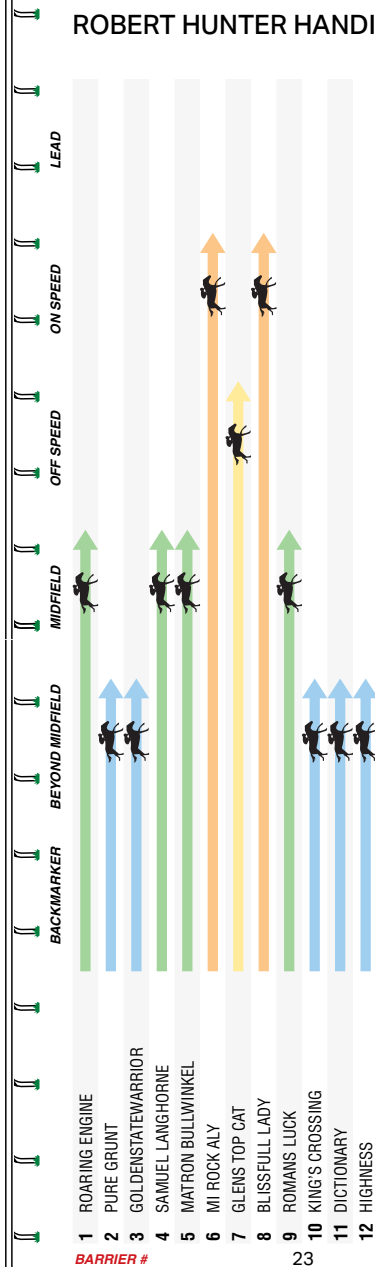 ROBERT HUNTER HANDI
LEAD
ON SPEED
OFF SPEED
MIDFIELD
BEYOND MIDFIELD
BACKMARKER
1 ROARING ENGINE
2 PURE GRUNT
3 GOLDENSTATEWARRIOR
4 SAMUEL LANGHORNE
5 MATRON BULLWINKEL
6 MI ROCK ALY
7 GLENS TOP CAT
8 BLISSFULL LADY
9 ROMANS LUCK
10 KING'S CROSSING
11 DICTIONARY
12 HIGHNESS
BARRIER #
23